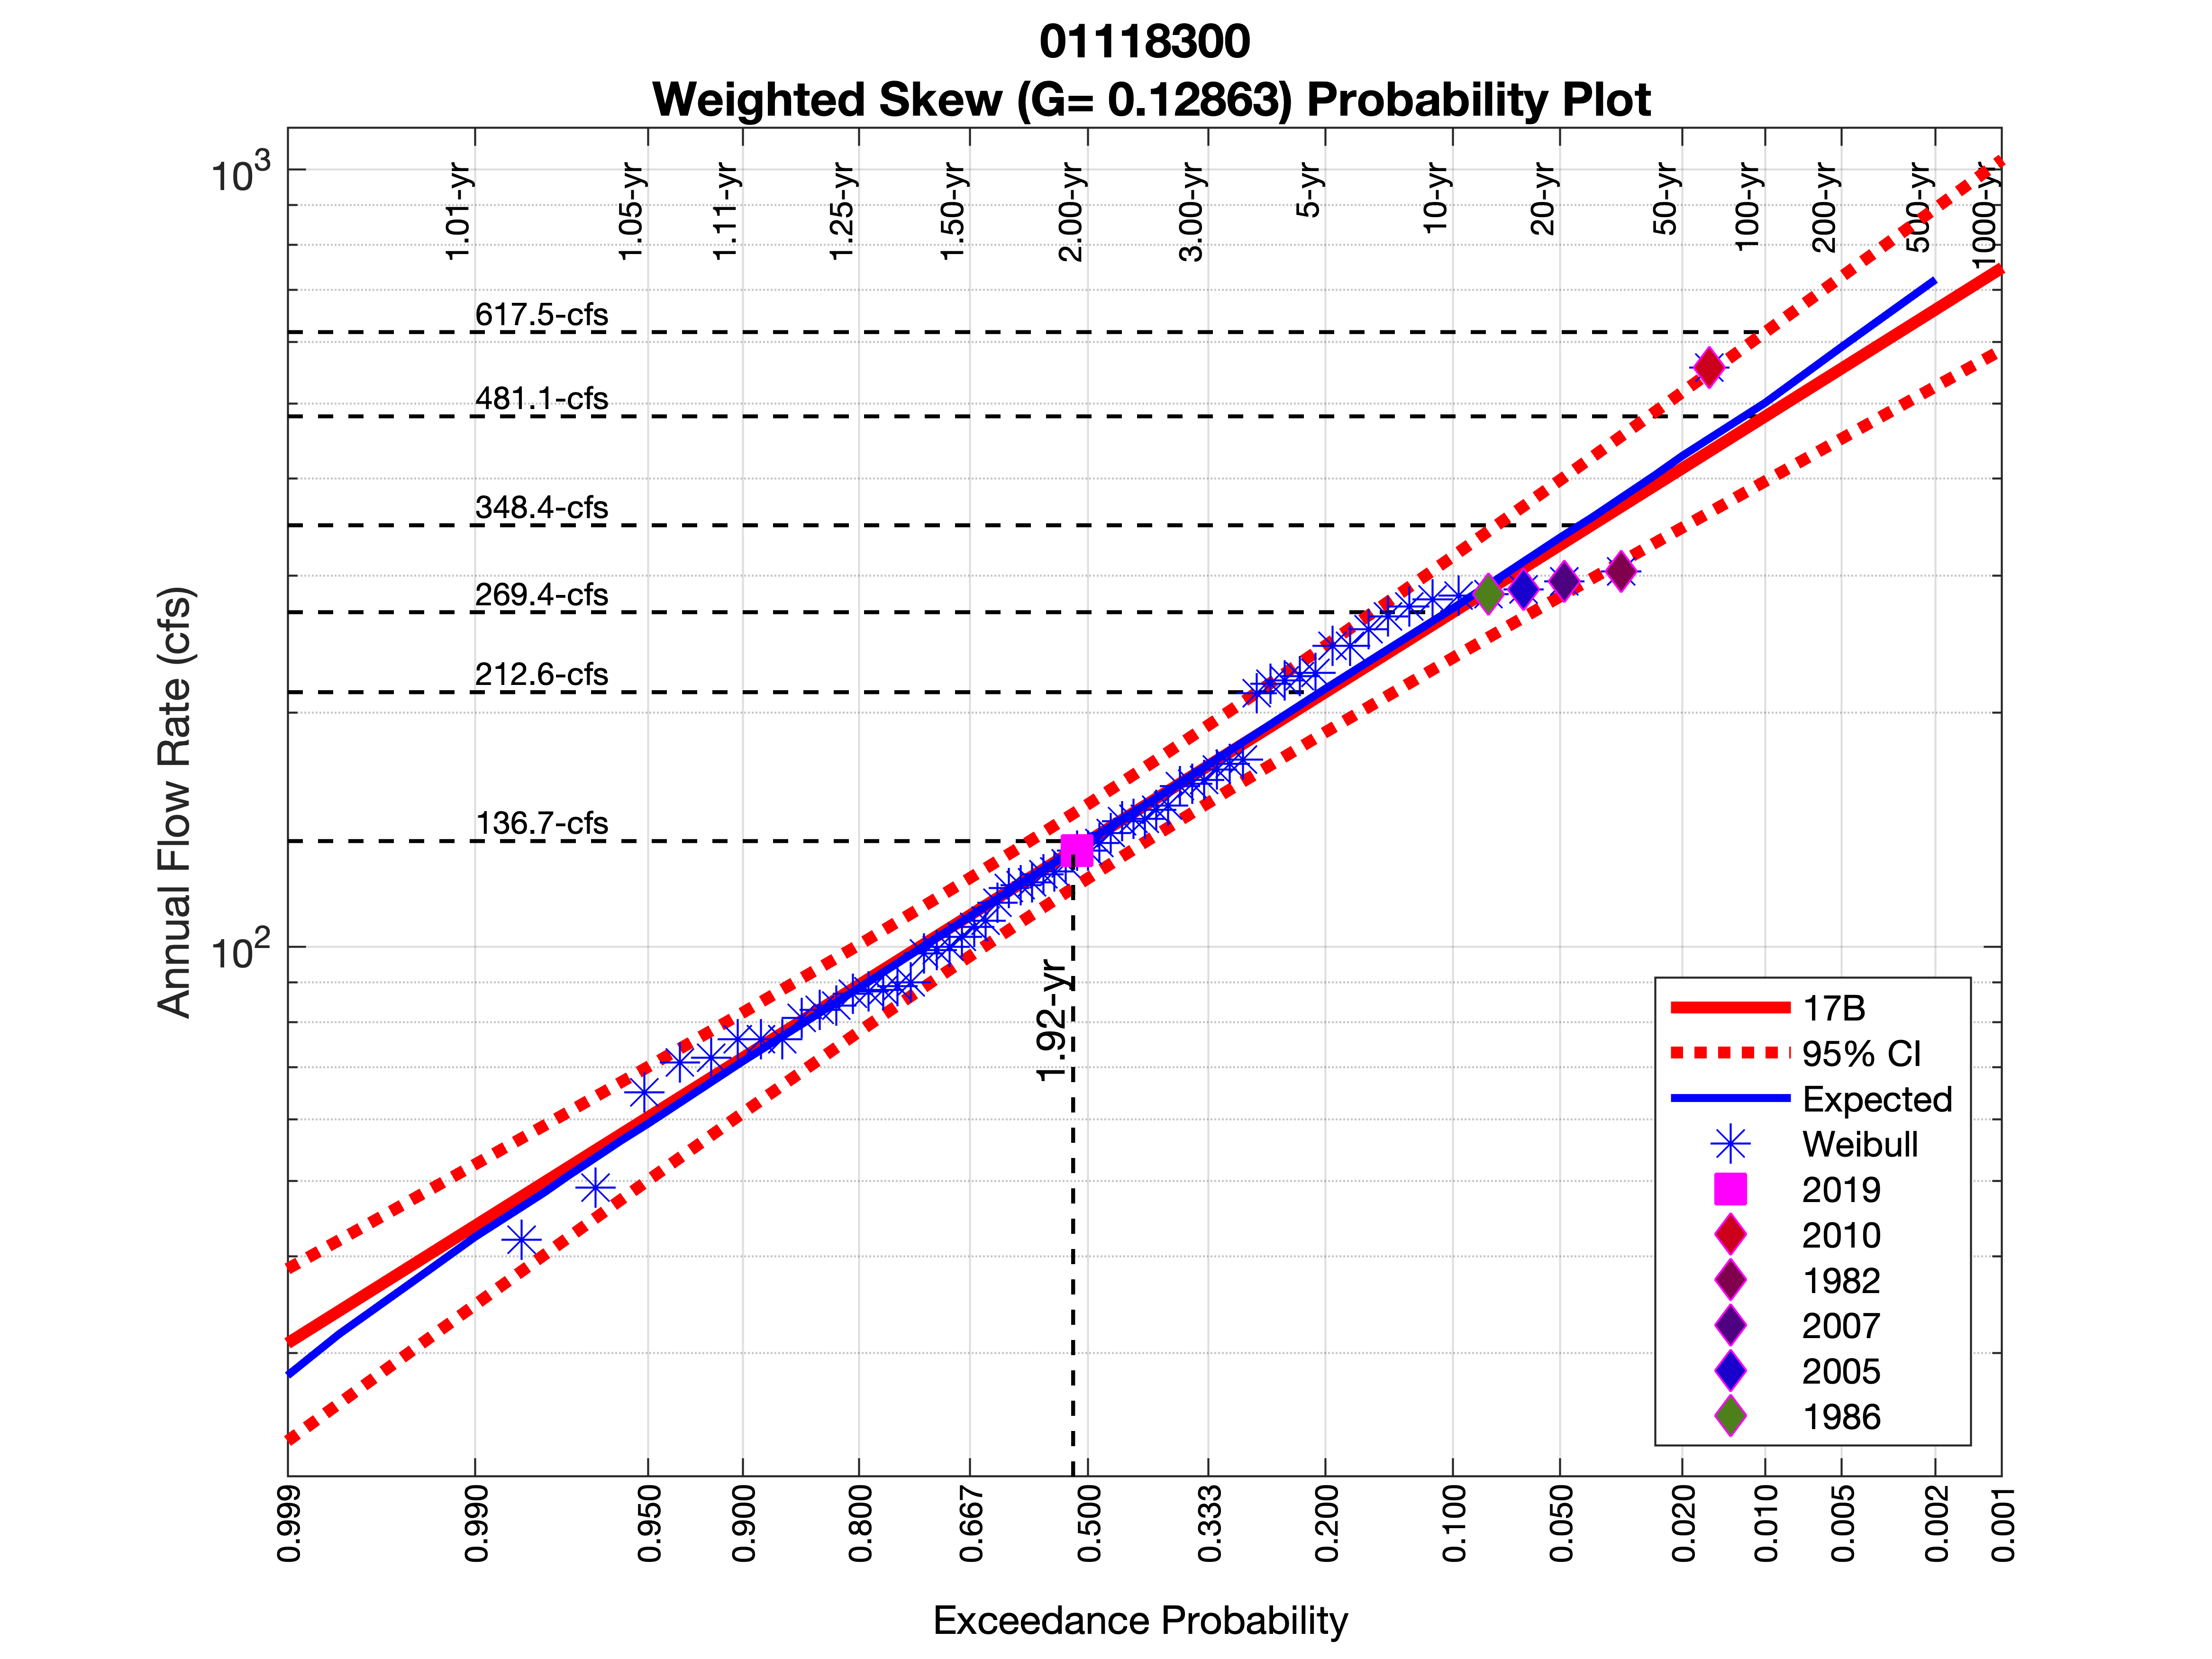 01118300
Weighted Skew (G= 0.12863) Probability Plot
10³
1.01-yr
1.05-yr
1.11-yr
1.25-yr
1.50-yr
2.00-yr
3.00-yr
5-yr
10-yr
20-yr
50-yr
100-yr
200-yr
500-yr
1000-yr
617.5-cfs
481.1-cfs
348.4-cfs
269.4-cfs
212.6-cfs
136.7-cfs
10²
Annual Flow Rate (cfs)
1.92-yr
17B
95% CI
Expected
Weibull
2019
2010
1982
2007
2005
1986
0.999
0.990
0.950
0.900
0.800
0.667
0.500
0.333
0.200
0.100
0.050
0.020
0.010
0.005
0.002
0.001
Exceedance Probability